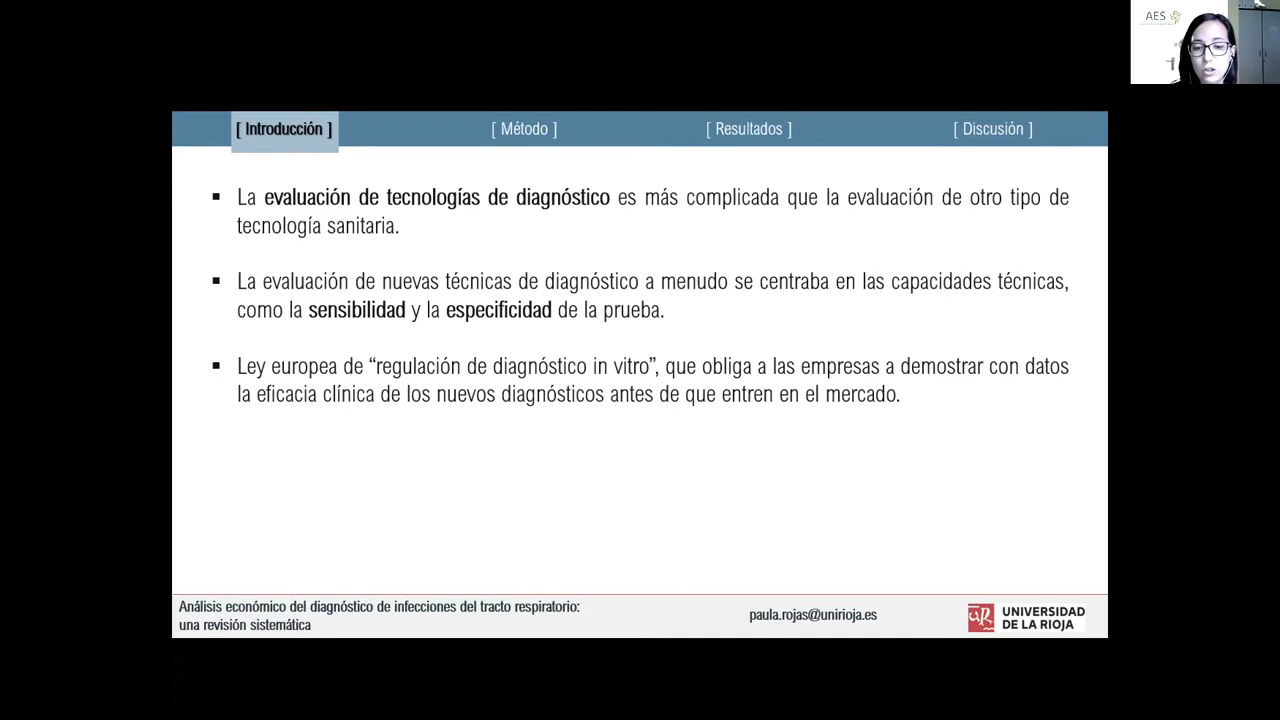 AES
[ Introducción ]
[ Método ]
[ Resultados ]
[ Discusión ]
▪ La evaluación de tecnologías de diagnóstico es más complicada que la evaluación de otro tipo de
tecnología sanitaria.
▪ La evaluación de nuevas técnicas de diagnóstico a menudo se centraba en las capacidades técnicas,
como la sensibilidad y la especificidad de la prueba.
▪ Ley europea de “regulación de diagnóstico in vitro”, que obliga a las empresas a demostrar con datos
la eficacia clínica de los nuevos diagnósticos antes de que entren en el mercado.
Análisis económico del diagnóstico de infecciones del tracto respiratorio:
una revisión sistemática
paula.rojas@unirioja.es
UNIVERSIDAD
DE LA RIOJA